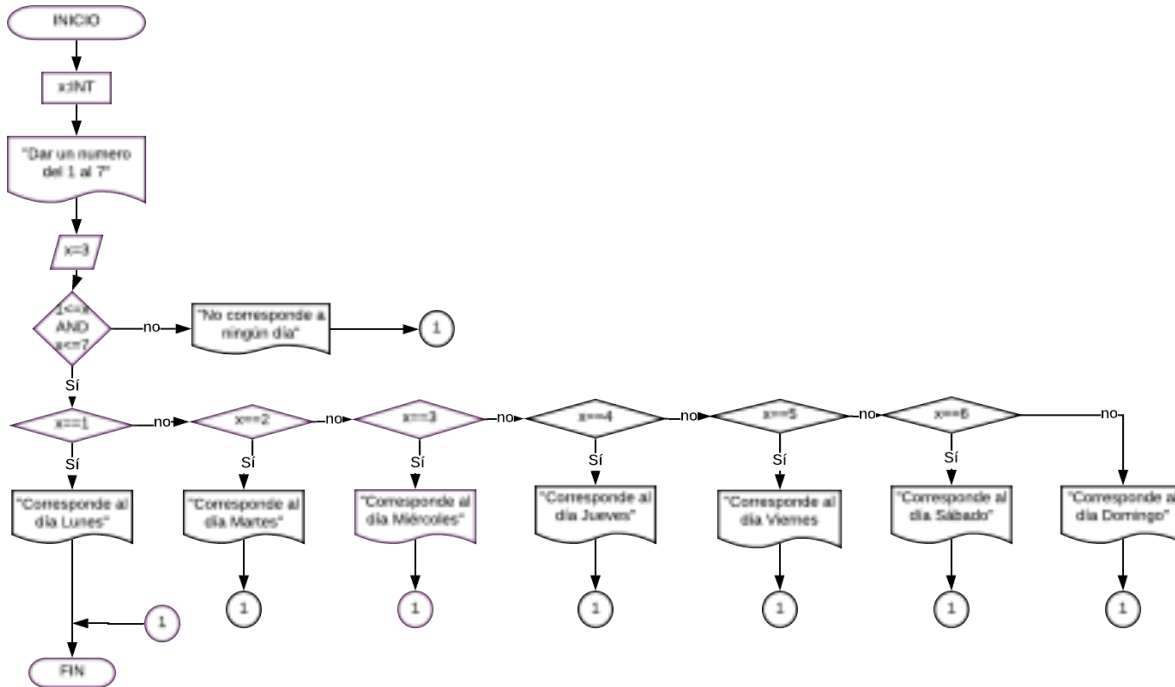 INICIO
x:INT
"Dar un numero
del 1 al 7"
x=3
1<=x
AND
x<=7
no
"No corresponde a
ningún día"
1
Sí
x==1
no
x==2
no
x==3
no
x==4
no
x==5
no
x==6
no
Sí
Sí
Sí
Sí
Sí
Sí
"Corresponde al
día Lunes"
"Corresponde al
día Martes"
"Corresponde al
día Miércoles"
"Corresponde al
día Jueves"
"Corresponde al
día Viernes
"Corresponde al
día Sábado"
"Corresponde al
día Domingo"
1
1
1
1
1
1
1
FIN